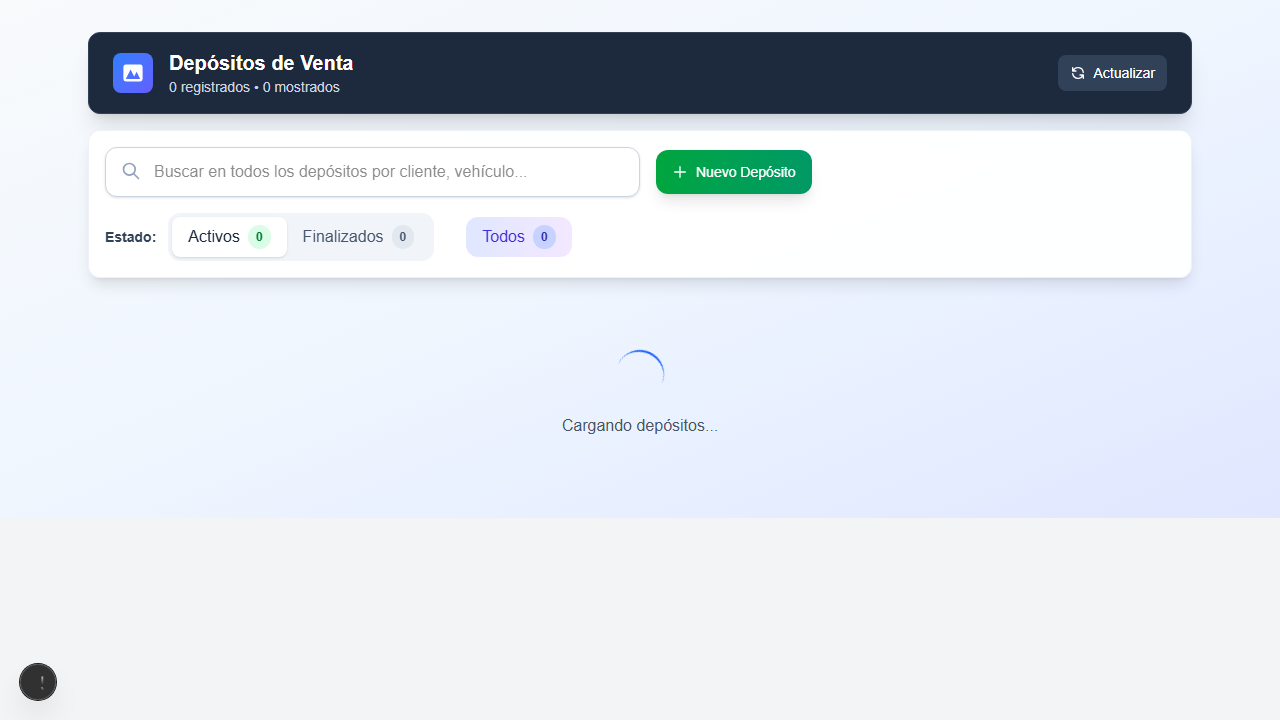 Depósitos de Venta
0 registrados • 0 mostrados
Actualizar
Buscar en todos los depósitos por cliente, vehículo...
Nuevo Depósito
Estado:
Activos 0
Finalizados 0
Todos 0
Cargando depósitos...